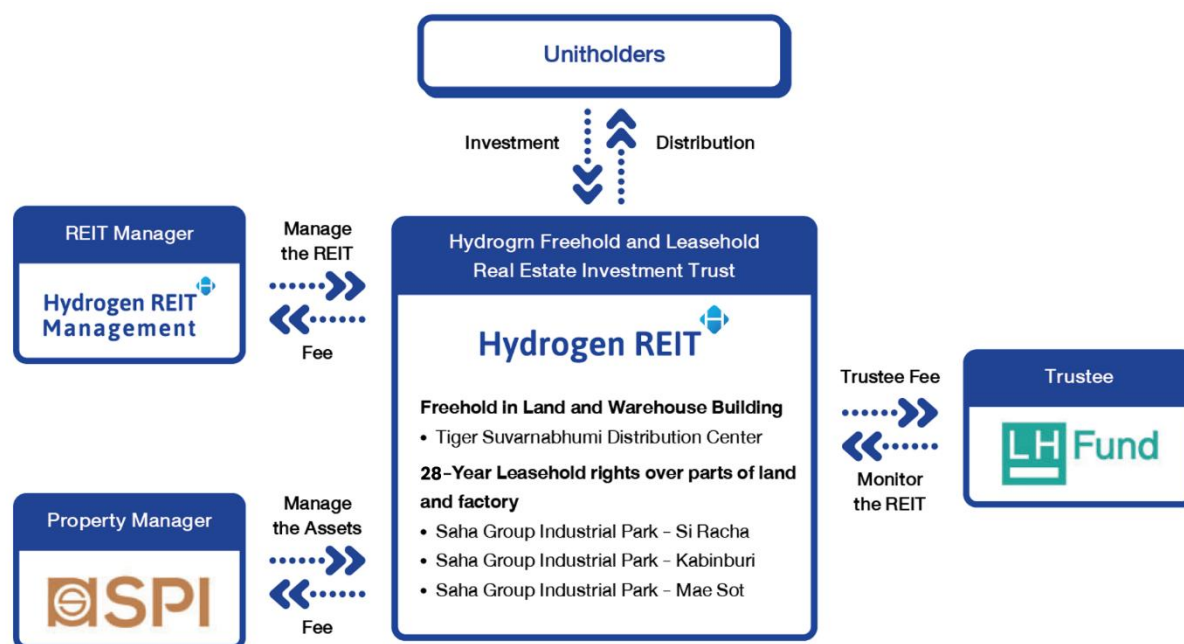 Unitholders
Investment
Distribution
REIT Manager
Hydrogen REIT
Management
Manage
the REIT
Fee
Hydrogrn Freehold and Leasehold
Real Estate Investment Trust
Hydrogen REIT
Freehold in Land and Warehouse Building
• Tiger Suvarnabhumi Distribution Center
28-Year Leasehold rights over parts of land
and factory
• Saha Group Industrial Park - Si Racha
• Saha Group Industrial Park - Kabinburi
• Saha Group Industrial Park - Mae Sot
Trustee Fee
Monitor
the REIT
Trustee
LH Fund
Property Manager
SPI
Manage
the Assets
Fee